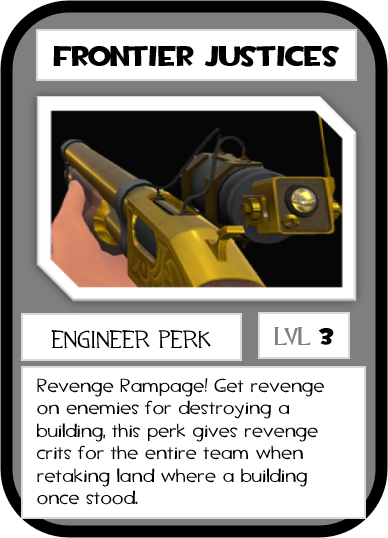 FRONTIER JUSTICES
ENGINEER PERK
LVL 3
Revenge Rampage! Get revenge
on enemies for destroying a
building, this perk gives revenge
crits for the entire team when
retaking land where a building
once stood.